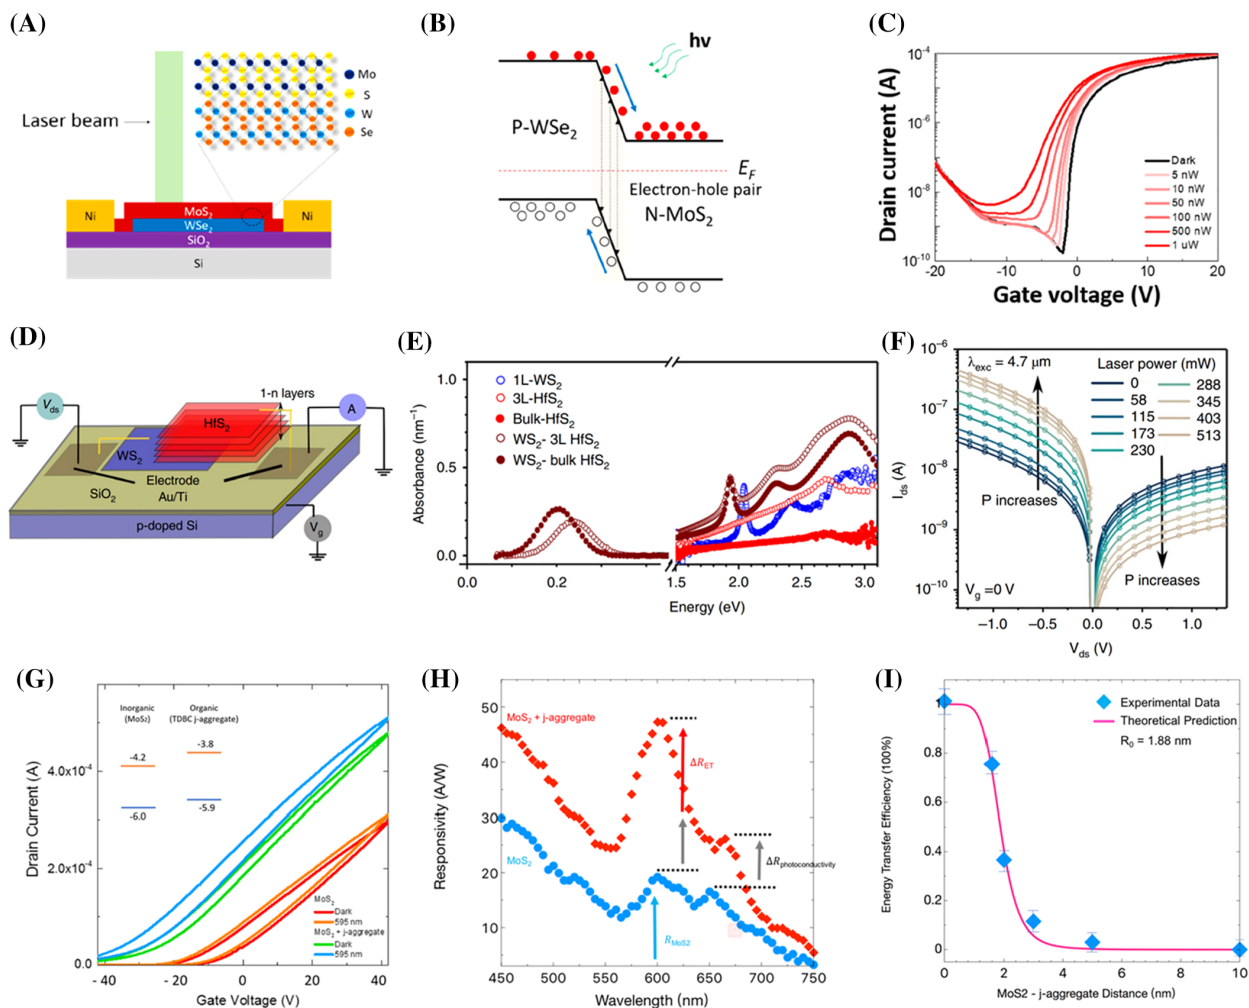 (A)
Laser beam
Mo
S
W
Se
Ni
MoS2
WSe2
Ni
SiO2
Si
(B)
hν
P-WSe2
EF
Electron-hole pair
N-MoS2
(C)
Drain current (A)
10-4
10-6
10-8
10-10
-20
-10
0
10
20
Gate voltage (V)
Dark
5 nW
10 nW
50 nW
100 nW
500 nW
1 uW
(D)
1-n layers
Vds
A
HfS2
WS2
Electrode
Au/Ti
SiO2
p-doped Si
Vg
(E)
Absorbance (nm−1)
1.0
0.5
0.0
1L-WS2
3L-HfS2
Bulk-HfS2
WS2- 3L HfS2
WS2- bulk HfS2
0.0
0.2
1.5
2.0
2.5
3.0
Energy (eV)
(F)
Ids (A)
10−6
10−7
10−8
10−9
10−10
λexc = 4.7 μm
Laser power (mW)
0
58
115
173
230
288
345
403
513
P increases
P increases
Vg =0 V
−1.0
−0.5
0.0
0.5
1.0
Vds (V)
(G)
Drain Current (A)
4.0x10-4
2.0x10-4
0.0
Inorganic
(MoS2)
Organic
(TDBC j-aggregate)
-4.2
-3.8
-6.0
-5.9
MoS2
Dark
595 nm
MoS2 + j-aggregate
Dark
595 nm
-40
-20
0
20
40
Gate Voltage (V)
(H)
Responsivity (A/W)
50
40
30
20
10
MoS2 + j-aggregate
MoS2
ΔRET
ΔRphotoconductivity
RMoS2
450
500
550
600
650
700
750
Wavelength (nm)
(I)
Energy Transfer Efficiency (100%)
1
0.8
0.6
0.4
0.2
0
Experimental Data
Theoretical Prediction
R0 = 1.88 nm
0
2
4
6
8
10
MoS2 - j-aggregate Distance (nm)